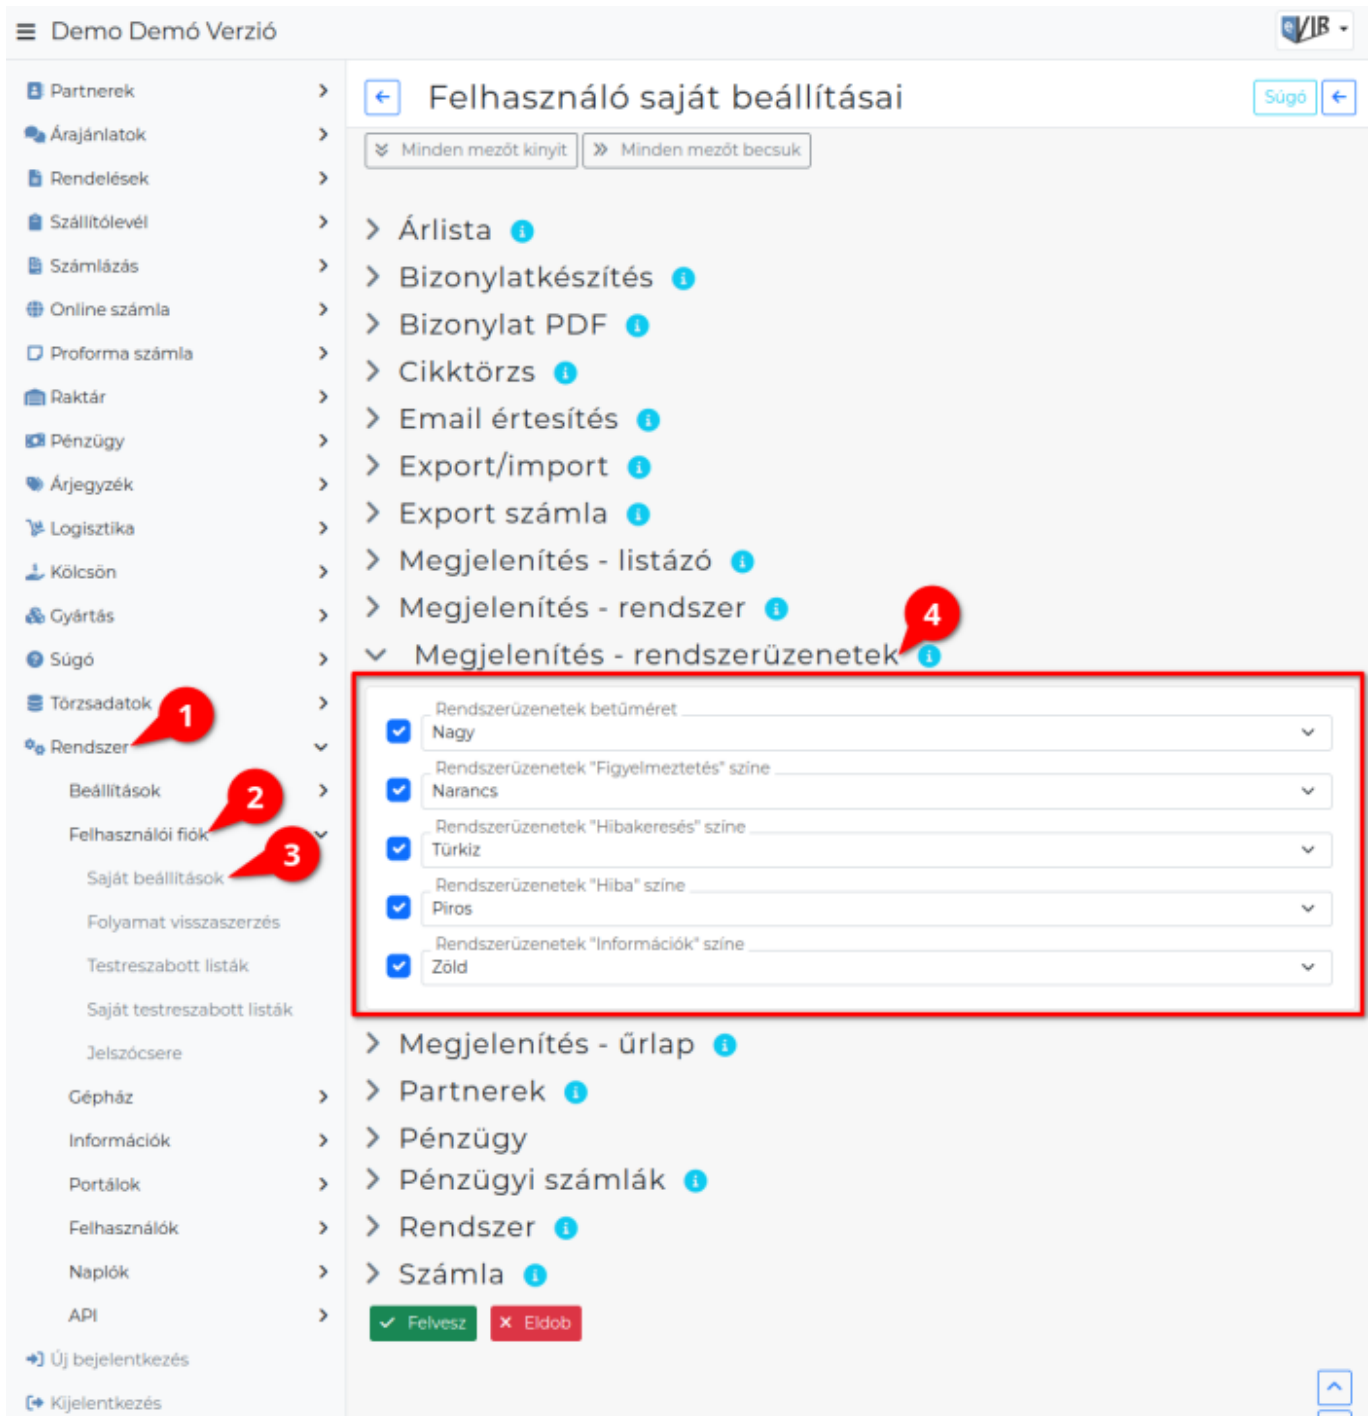 Demo Demó Verzió
eVIR
Partnerek
Árajánlatok
Rendelések
Szállítólevél
Számlázás
Online számla
Proforma számla
Raktár
Pénzügy
Árjegyzék
Logisztika
Kölcsön
Gyártás
Súgó
Törzsadatok
1
Rendszer
Beállítások
2
Felhasználói fiók
3
Saját beállítások
Folyamat visszaszerzés
Testreszabott listák
Saját testreszabott listák
Jelszócsere
Gépház
Információk
Portálok
Felhasználók
Naplók
API
Új bejelentkezés
Kijelentkezés
Felhasználó saját beállításai
Súgó
Minden mezőt kinyit
Minden mezőt becsuk
Árlista
Bizonylatkészítés
Bizonylat PDF
Cikktörzs
Email értesítés
Export/import
Export számla
Megjelenítés - listázó
Megjelenítés - rendszer
4
Megjelenítés - rendszerüzenetek
Rendszerüzenetek betűméret
Nagy
Rendszerüzenetek "Figyelmeztetés" színe
Narancs
Rendszerüzenetek "Hibakeresés" színe
Türkiz
Rendszerüzenetek "Hiba" színe
Piros
Rendszerüzenetek "Információk" színe
Zöld
Megjelenítés - űrlap
Partnerek
Pénzügy
Pénzügyi számlák
Rendszer
Számla
Felvesz
Eldob